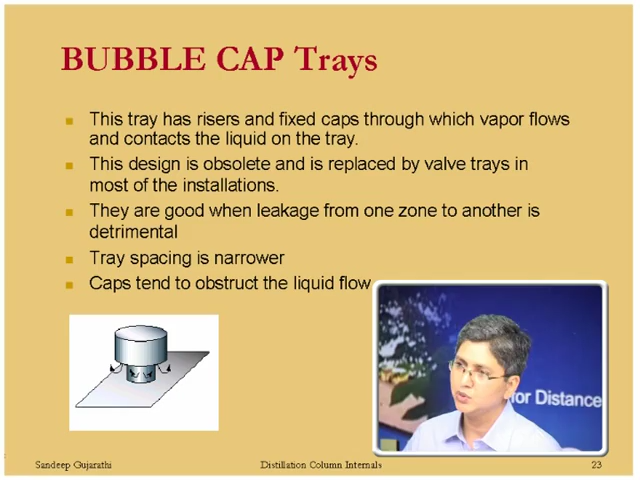 BUBBLE CAP Trays
This tray has risers and fixed caps through which vapor flows
and contacts the liquid on the tray.
This design is obsolete and is replaced by valve trays in
most of the installations.
They are good when leakage from one zone to another is
detrimental
Tray spacing is narrower
Caps tend to obstruct the liquid flow
for Distance
Sandeep Gujarathi
Distillation Column Internals
23